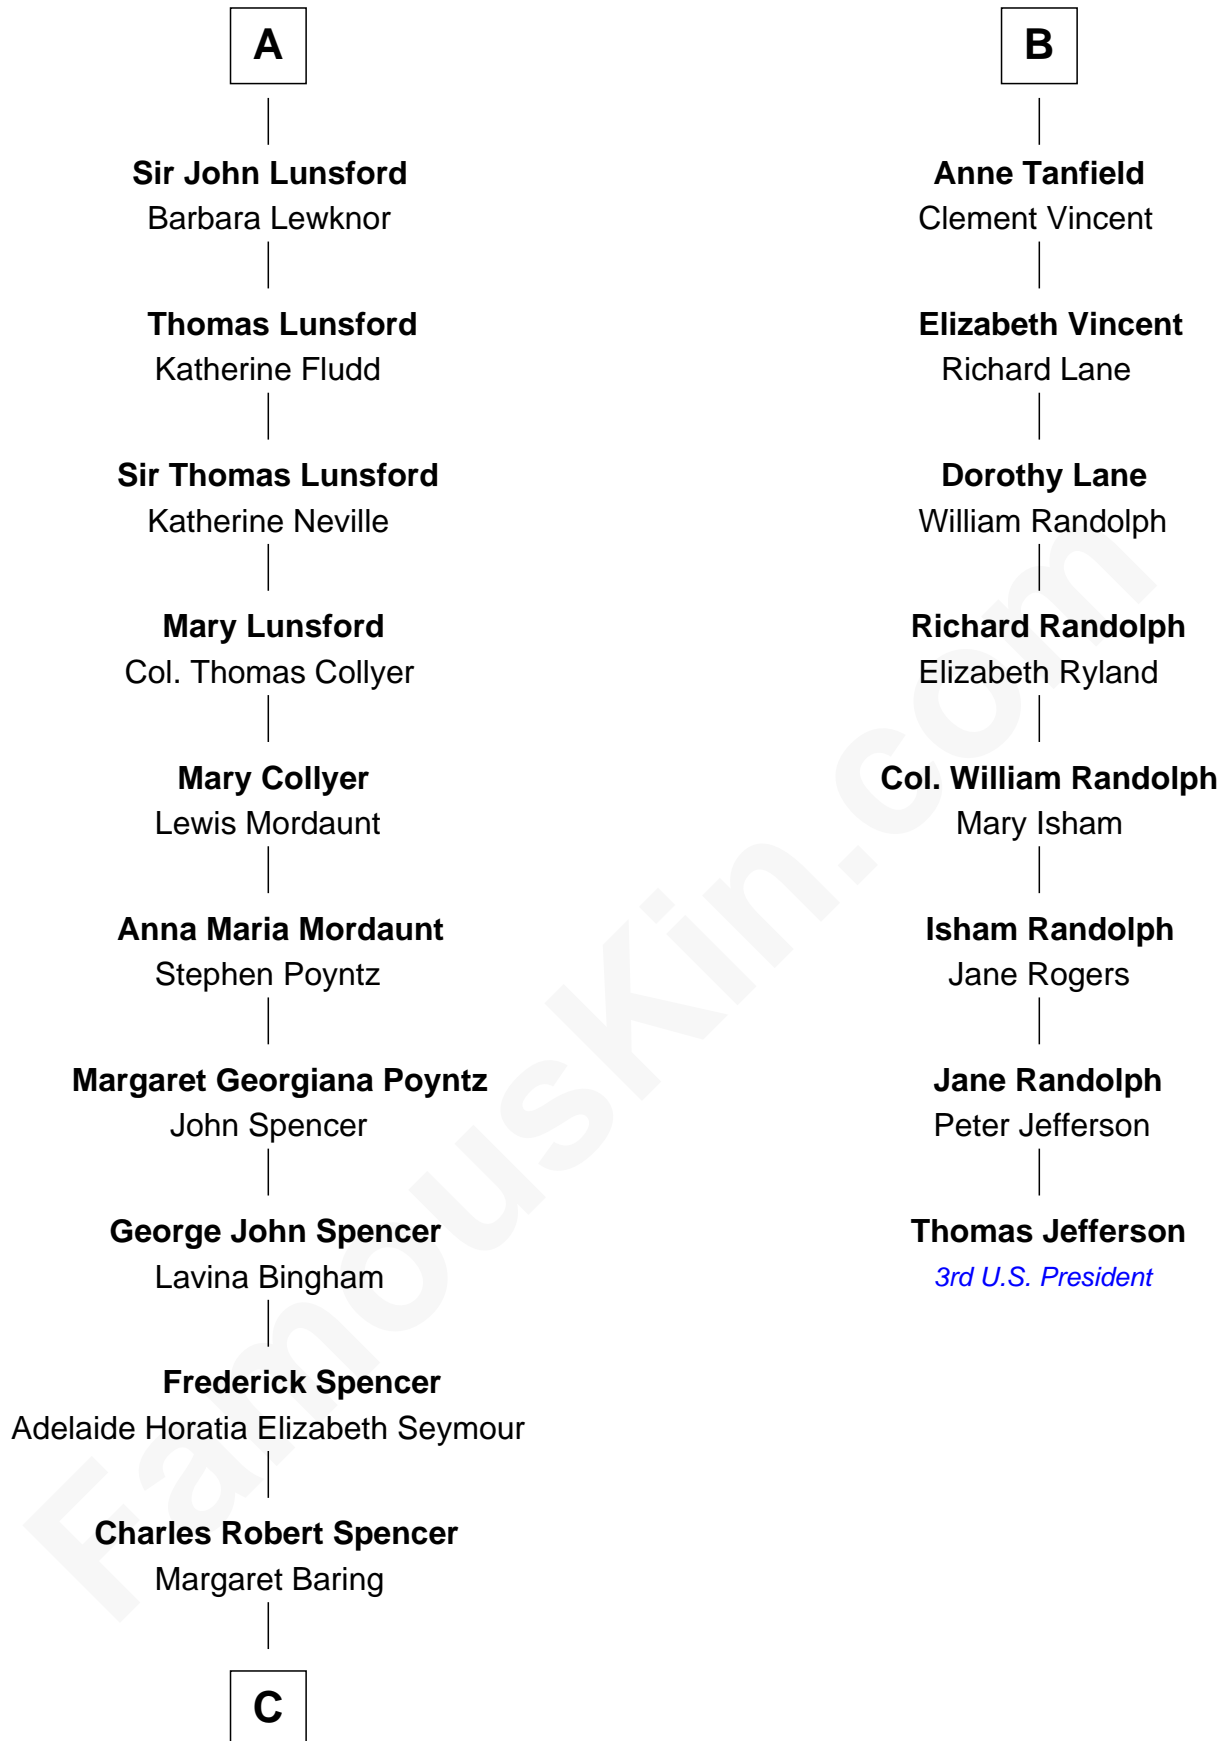 A
Sir John Lunsford
Barbara Lewknor
Thomas Lunsford
Katherine Fludd
Sir Thomas Lunsford
Katherine Neville
Mary Lunsford
Col. Thomas Collyer
Mary Collyer
Lewis Mordaunt
Anna Maria Mordaunt
Stephen Poyntz
Margaret Georgiana Poyntz
John Spencer
George John Spencer
Lavina Bingham
Frederick Spencer
Adelaide Horatia Elizabeth Seymour
Charles Robert Spencer
Margaret Baring
C
B
Anne Tanfield
Clement Vincent
Elizabeth Vincent
Richard Lane
Dorothy Lane
William Randolph
Richard Randolph
Elizabeth Ryland
Col. William Randolph
Mary Isham
Isham Randolph
Jane Rogers
Jane Randolph
Peter Jefferson
Thomas Jefferson
3rd U.S. President
FamousKin.com